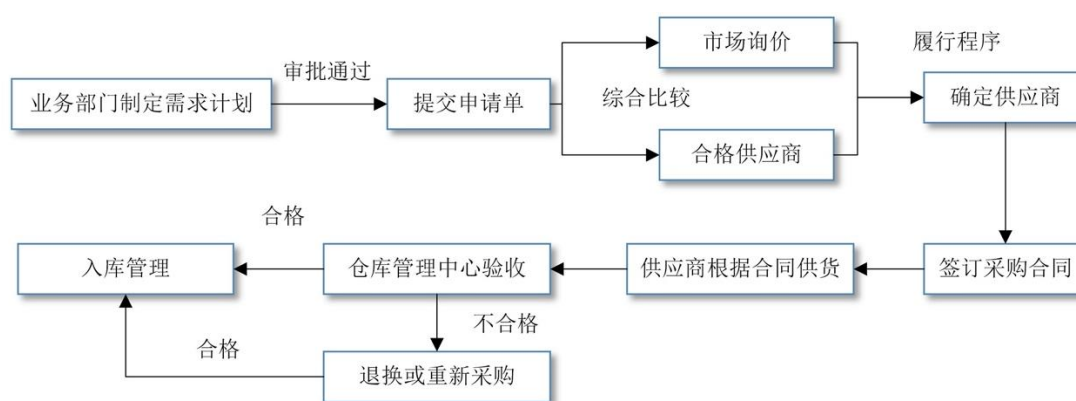 市场询价
履行程序
审批通过
业务部门制定需求计划
提交申请单
综合比较
确定供应商
合格供应商
合格
入库管理
仓库管理中心验收
供应商根据合同供货
签订采购合同
不合格
合格
退换或重新采购